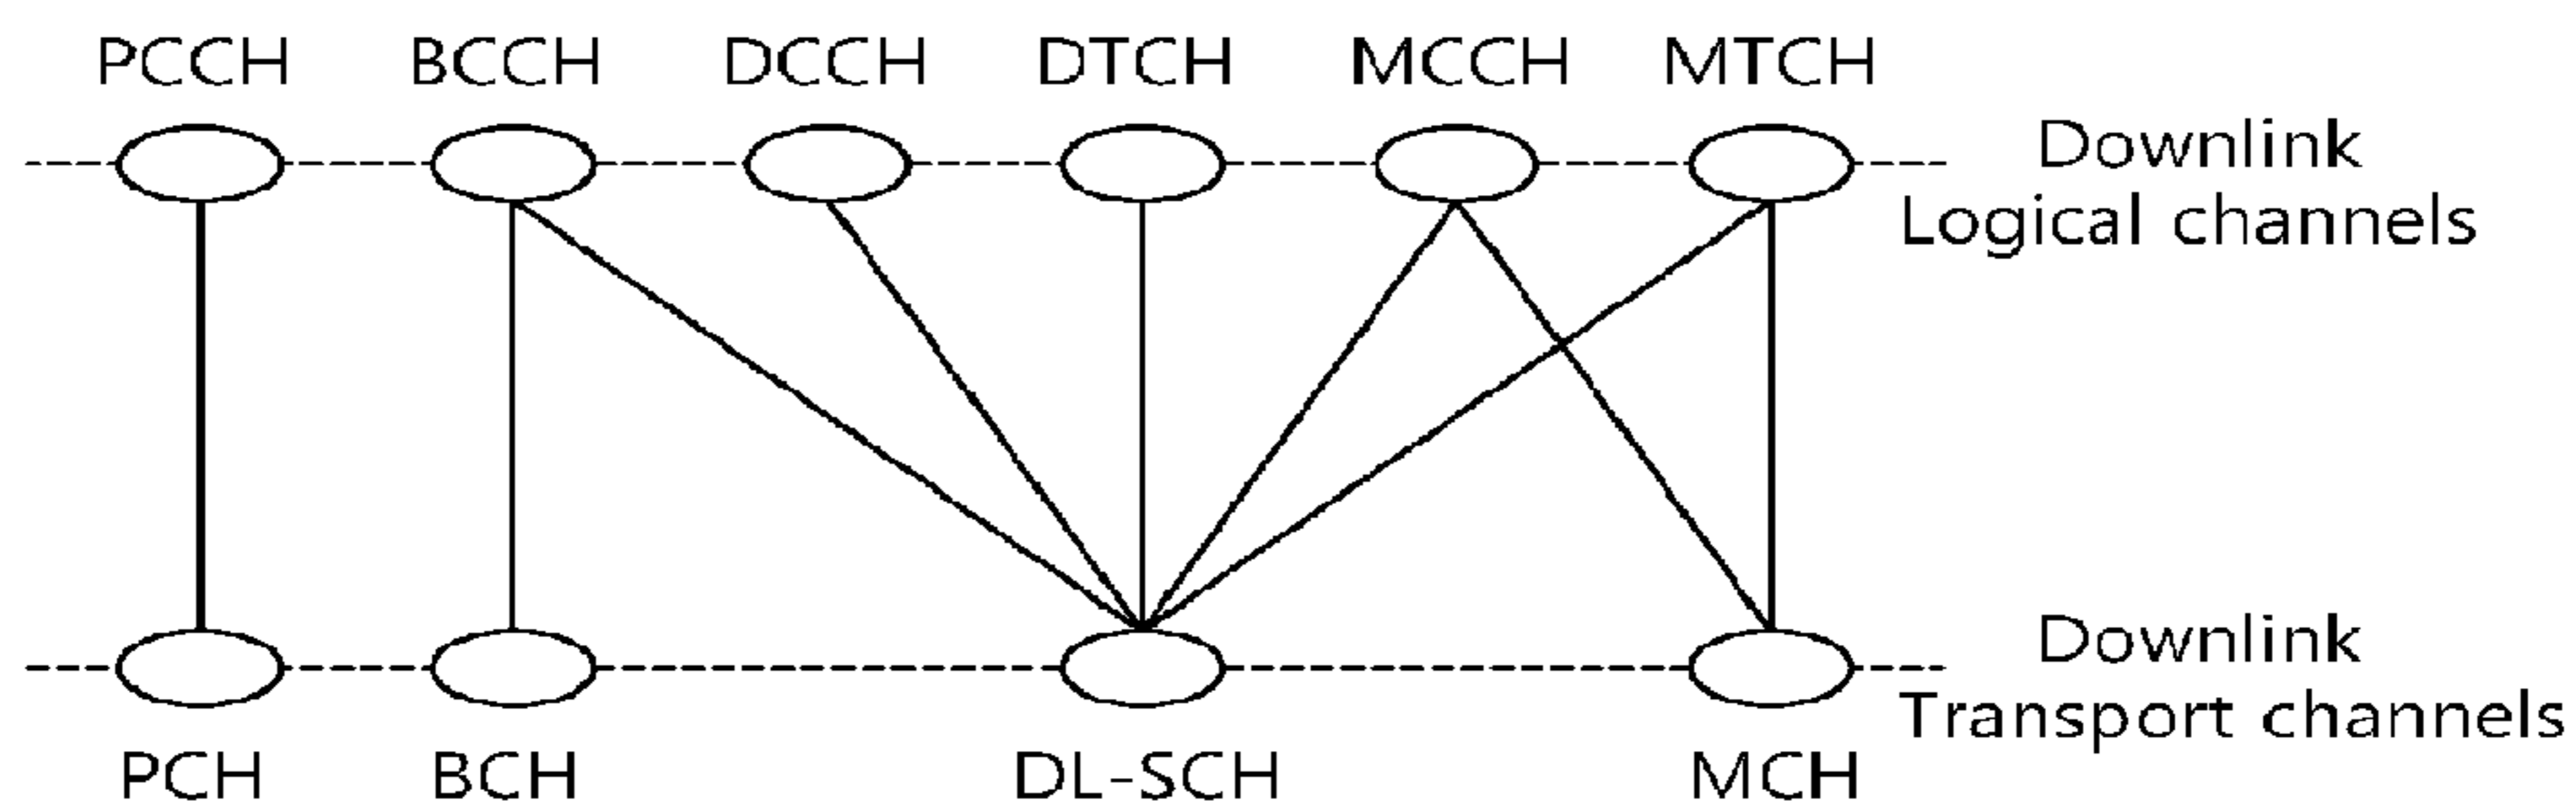 PCCH BCCH DCCH DTCH MCCH MTCH
Downlink
Logical channels
Downlink
Transport channels
PCH BCH DL-SCH MCH